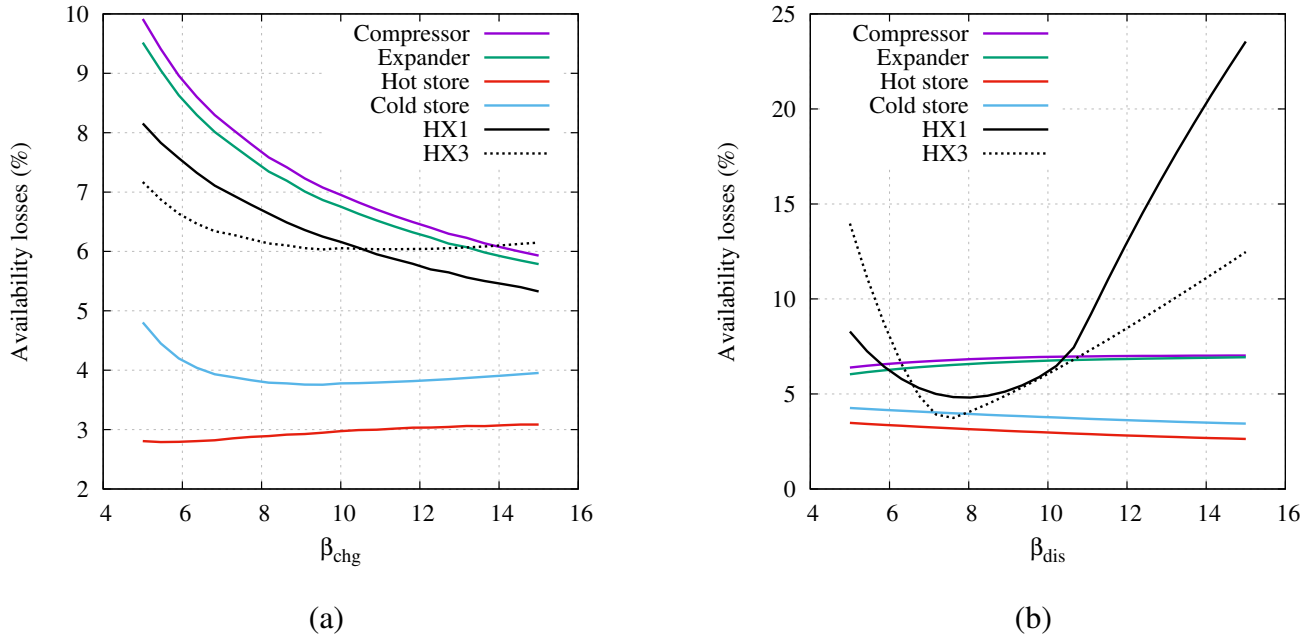 10
9
8
7
6
5
4
3
2
4
6
8
10
12
14
16
Availability losses (%)
β chg
Compressor
Expander
Hot store
Cold store
HX1
HX3
(a)
25
20
15
10
5
0
4
6
8
10
12
14
16
Availability losses (%)
β dis
Compressor
Expander
Hot store
Cold store
HX1
HX3
(b)